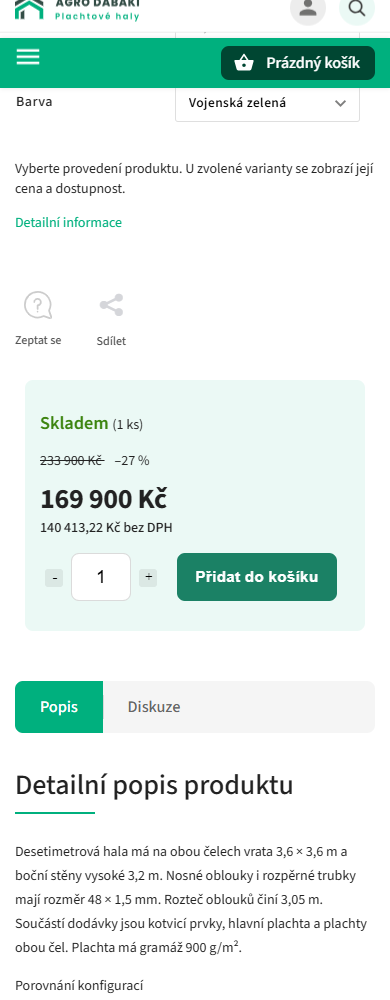 AGRO DABAKI
Plachtové haly
Prázdný košík
Barva
Vojenská zelená
Vyberte provedení produktu. U zvolené varianty se zobrazí její
cena a dostupnost.
Detailní informace
Zeptat se
Sdílet
Skladem (1 ks)
233 900 Kč –27 %
169 900 Kč
140 413,22 Kč bez DPH
- 1 + Přidat do košíku
Popis Diskuze
Detailní popis produktu
Desetimetrová hala má na obou čelech vrata 3,6 × 3,6 m a
boční stěny vysoké 3,2 m. Nosné oblouky i rozpěrné trubky
mají rozměr 48 × 1,5 mm. Rozteč oblouků činí 3,05 m.
Součástí dodávky jsou kotvicí prvky, hlavní plachta a plachty
obou čel. Plachta má gramáž 900 g/m².
Porovnání konfigurací